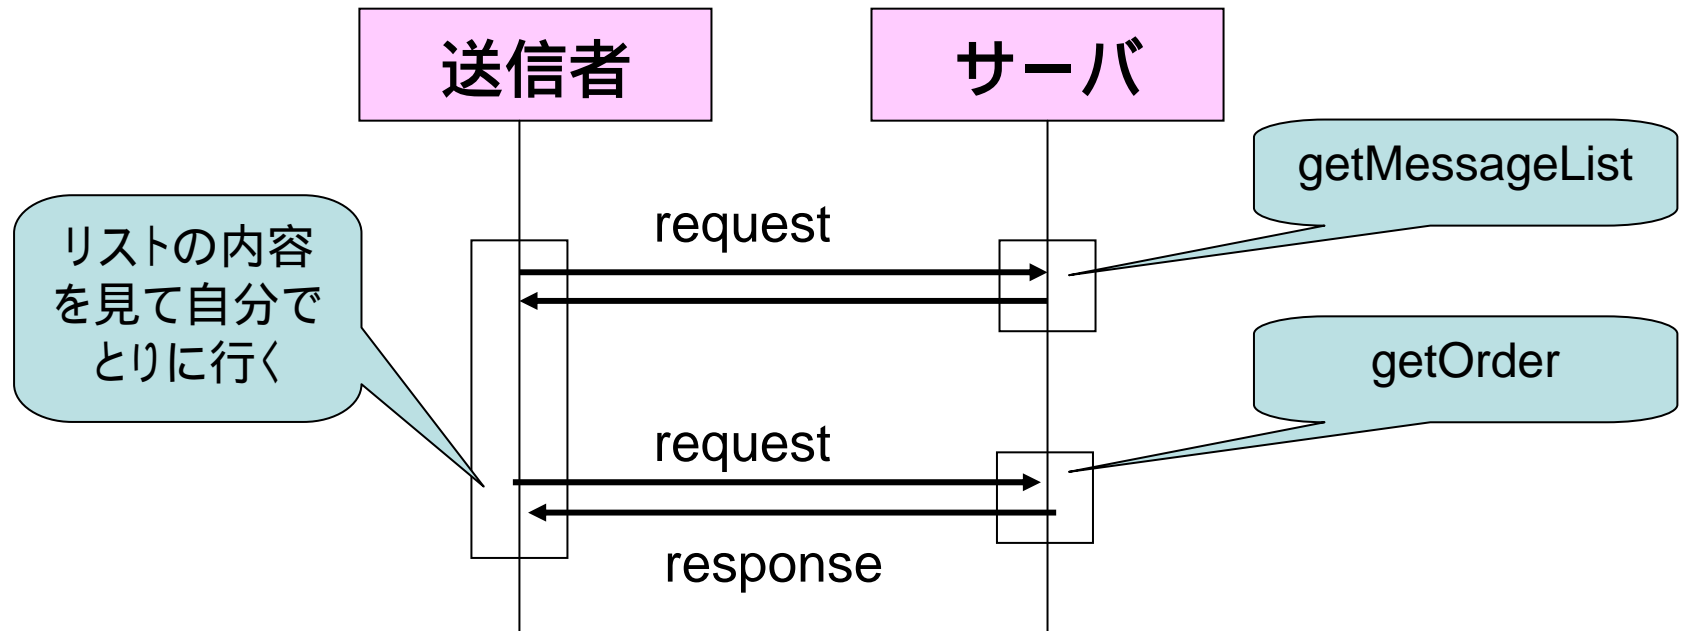 送信者
サーバ
getMessageList
request
リストの内容
を見て自分で
とりに行く
getOrder
request
response